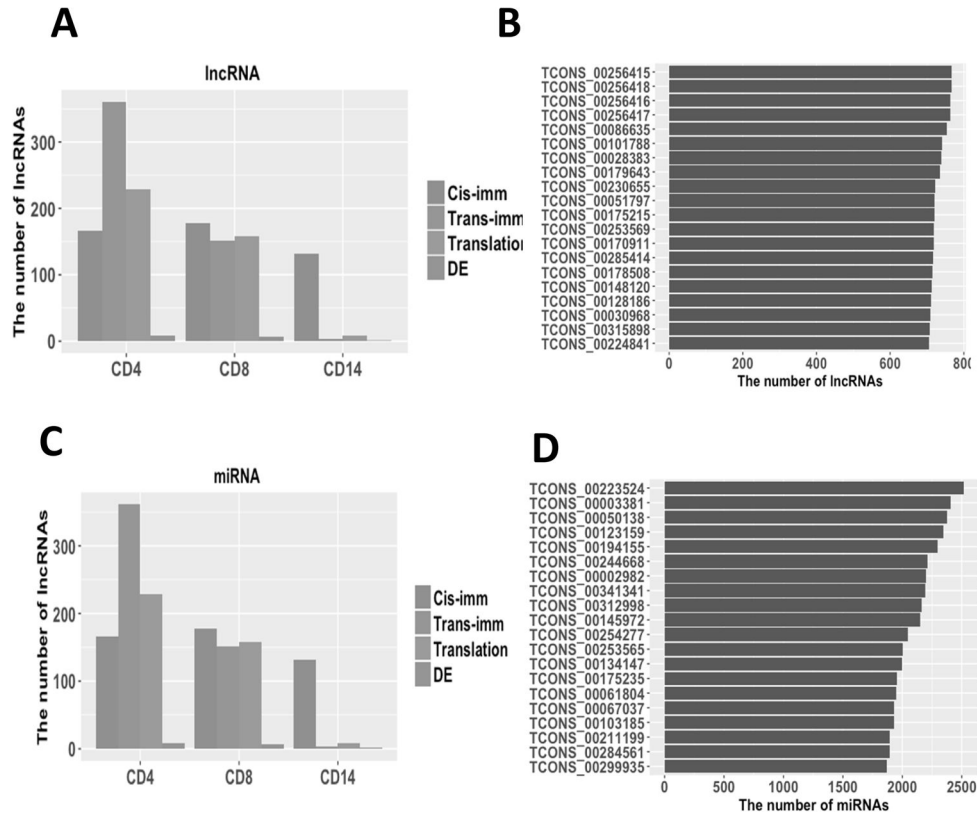 A
lncRNA
The number of lncRNAs
300
200
100
0
CD4
CD8
CD14
Cis-imm
Trans-imm
Translation
DE
B
TCONS_00256415
TCONS_00256418
TCONS_00256416
TCONS_00256417
TCONS_00086635
TCONS_00101788
TCONS_00028383
TCONS_00179643
TCONS_00230655
TCONS_00051797
TCONS_00175215
TCONS_00253569
TCONS_00170911
TCONS_00285414
TCONS_00178508
TCONS_00148120
TCONS_00128186
TCONS_00030968
TCONS_00315898
TCONS_00224841
0
200
400
600
800
The number of lncRNAs
C
miRNA
The number of lncRNAs
300
200
100
0
CD4
CD8
CD14
Cis-imm
Trans-imm
Translation
DE
D
TCONS_00223524
TCONS_00003381
TCONS_00050138
TCONS_00123159
TCONS_00194155
TCONS_00244668
TCONS_00002982
TCONS_00341341
TCONS_00312998
TCONS_00145972
TCONS_00254277
TCONS_00253565
TCONS_00134147
TCONS_00175235
TCONS_00061804
TCONS_00067037
TCONS_00103185
TCONS_00211199
TCONS_00284561
TCONS_00299935
0
500
1000
1500
2000
2500
The number of miRNAs